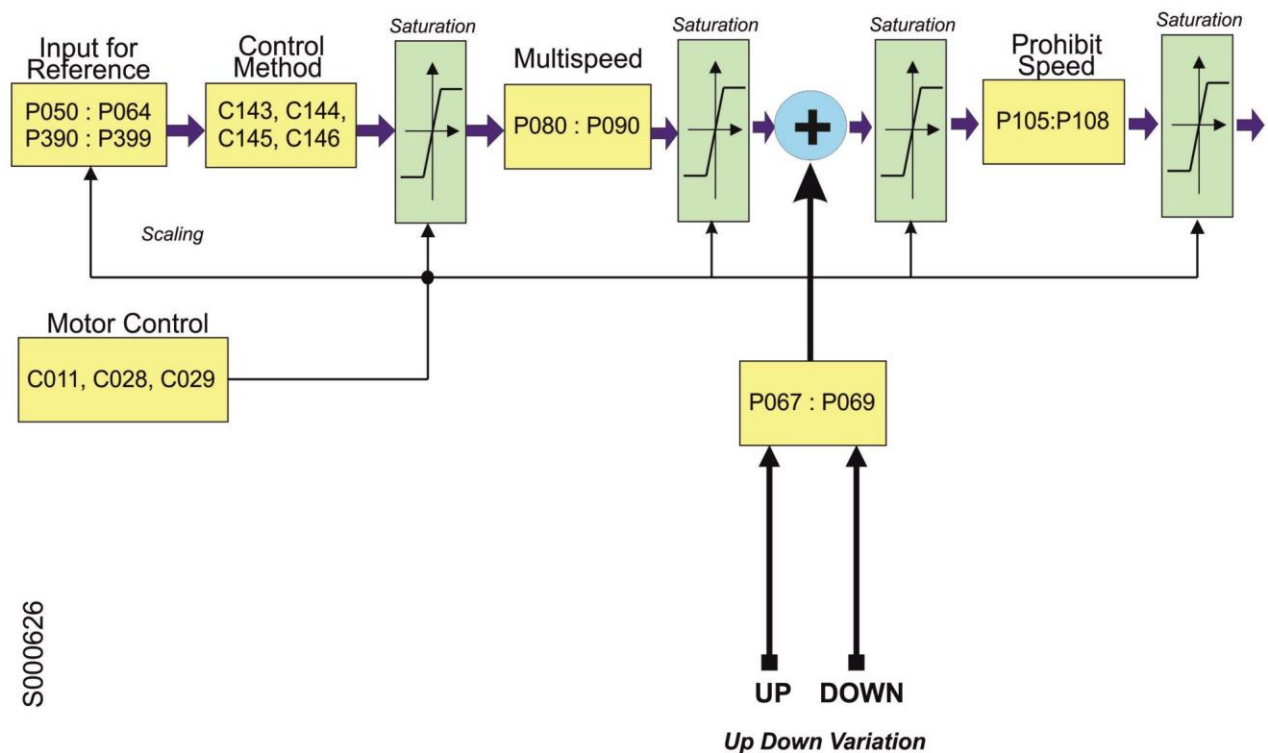 Saturation
Saturation
Saturation
Saturation
Input for
Reference
Control
Method
Multispeed
Prohibit
Speed
P050 : P064
P390 : P399
C143, C144,
C145, C146
P080 : P090
+
P105:P108
Scaling
Motor Control
C011, C028, C029
P067 : P069
S000626
UP DOWN
Up Down Variation